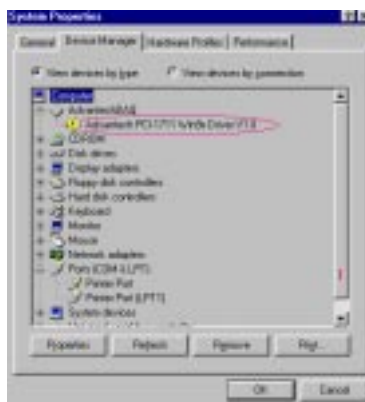 System Properties
General Device Manager Hardware Profiles Performance
View devices by type View devices by connection
Computer
Advantech
Advantech PCI-1711 Driver V1.0
CDROM
Disk drives
Display adapters
Floppy disk controllers
Hard disk controllers
Keyboard
Monitor
Mouse
Network adapters
Ports (COM & LPT)
Printer Port
Printer Port (LPT1)
System devices
Properties Refresh Remove Print...
OK Cancel